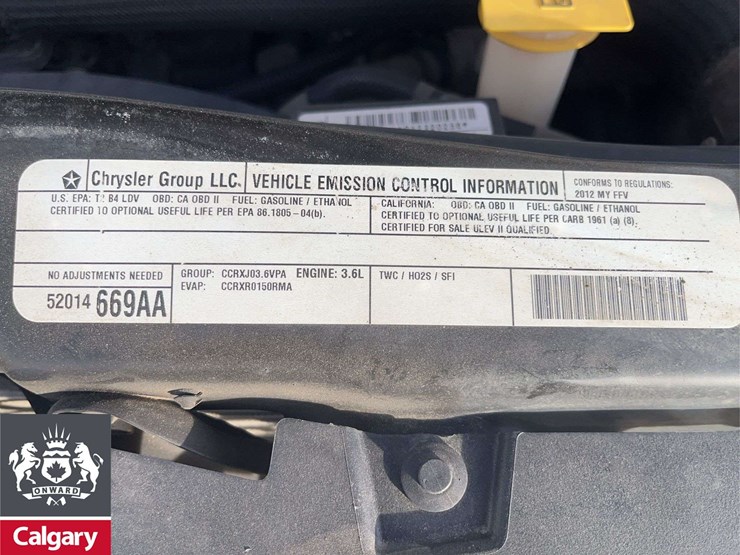 Chrysler Group LLC. VEHICLE EMISSION CONTROL INFORMATION CONFORMS TO REGULATIONS:
2012 MY FFV
U.S. EPA: T2B4 LDV OBD: CA OBD II FUEL: GASOLINE / ETHANOL
CERTIFIED TO OPTIONAL USEFUL LIFE PER EPA 86.1805-04(b).
CALIFORNIA: OBD: CA OBD II FUEL: GASOLINE / ETHANOL
CERTIFIED TO OPTIONAL USEFUL LIFE PER CARB 1961 (a) (8).
CERTIFIED FOR SALE ULEV II QUALIFIED.
NO ADJUSTMENTS NEEDED
52014 669AA
GROUP: CCRXJ03.6VPA ENGINE: 3.6L
EVAP: CCRXR0150RMA
TWC / HO2S / SFI
ONWARD
Calgary